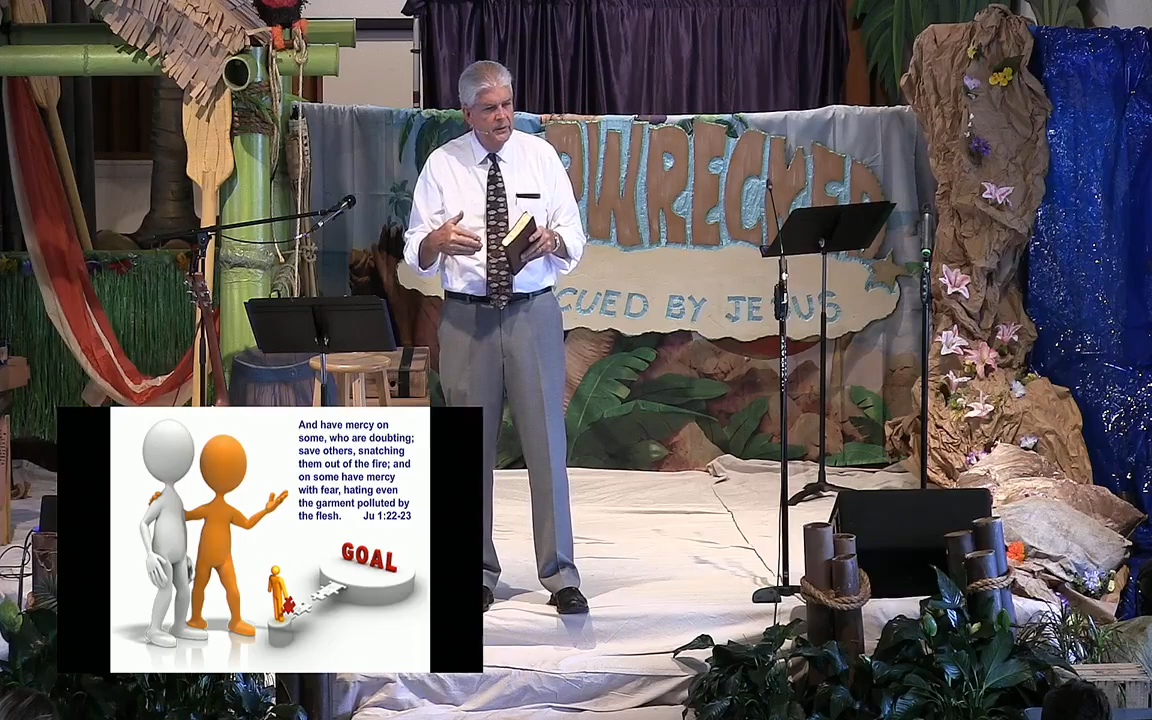 PWRECKED
CUED BY JESUS
And have mercy on
some, who are doubting;
save others, snatching
them out of the fire; and
on some have mercy
with fear, hating even
the garment polluted by
the flesh. Ju 1:22-23
GOAL